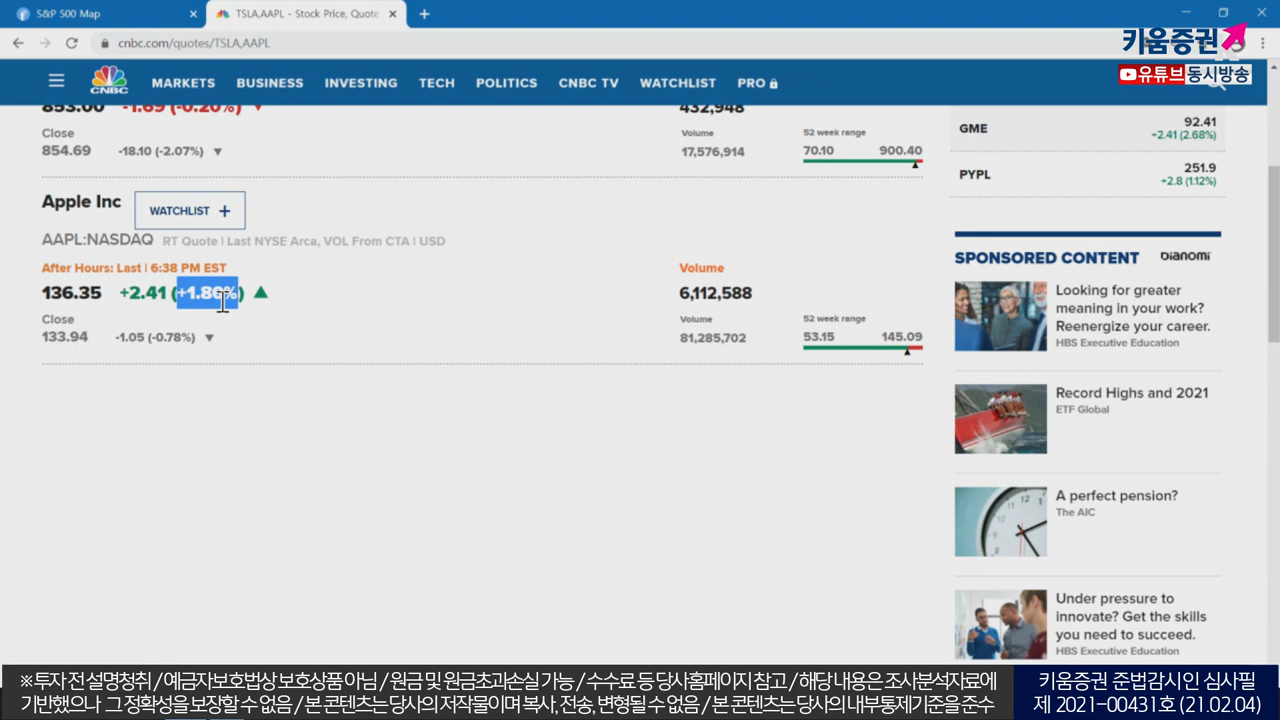 S&P 500 Map
TSLA,AAPL - Stock Price, Quote
cnbc.com/quotes/TSLA,AAPL
키움증권
유튜브동시방송
CNBC
MARKETS BUSINESS INVESTING TECH POLITICS CNBC TV WATCHLIST PRO
853.00 -1.69 (-0.20%) ▼ 432,948
Close
854.69 -18.10 (-2.07%) ▼
Volume
17,576,914
52 week range
70.10 900.40
GME 92.41
+2.41 (2.68%)
PYPL 251.9
+2.8 (1.12%)
Apple Inc WATCHLIST +
AAPL:NASDAQ RT Quote | Last NYSE Arca, VOL From CTA | USD
After Hours: Last | 6:38 PM EST
136.35 +2.41 (+1.80%) ▲
Volume
6,112,588
Close
133.94 -1.05 (-0.78%) ▼
Volume
81,285,702
52 week range
53.15 145.09
SPONSORED CONTENT DIANOMI
Looking for greater
meaning in your work?
Reenergize your career.
HBS Executive Education
Record Highs and 2021
ETF Global
A perfect pension?
The AIC
Under pressure to
innovate? Get the skills
you need to succeed.
HBS Executive Education
※투자 전 설명청취 / 예금자보호법상 보호상품 아님 / 원금 및 원금초과손실 가능 / 수수료 등 당사홈페이지 참고 / 해당 내용은 조사분석자료에
기반했으나 그 정확성을 보장할 수 없음 / 본 콘텐츠는 당사의 저작물이며 복사, 전송, 변형될 수 없음 / 본 콘텐츠는 당사의 내부통제기준을 준수
키움증권 준법감시인 심사필
제 2021-00431호 (21.02.04)